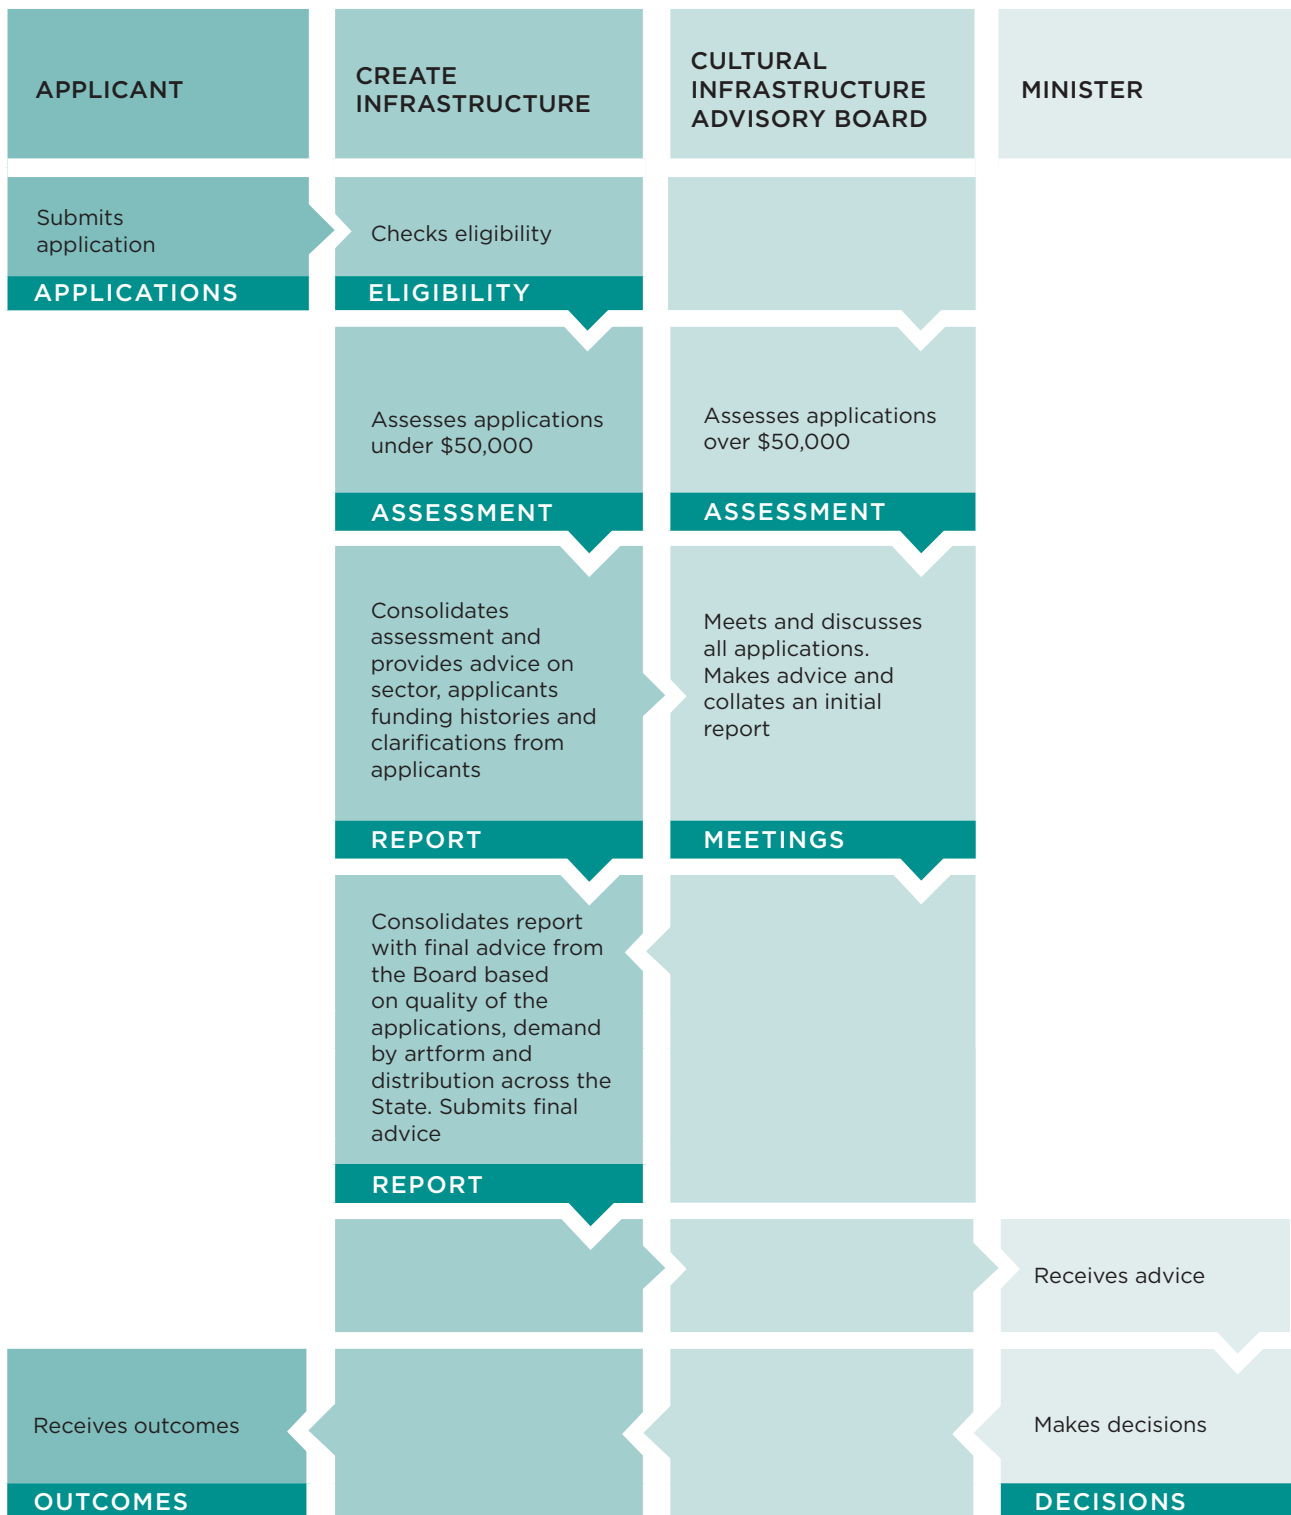 APPLICANT
CREATE
INFRASTRUCTURE
CULTURAL
INFRASTRUCTURE
ADVISORY BOARD
MINISTER
Submits
application
APPLICATIONS
Checks eligibility
ELIGIBILITY
Assesses applications
under $50,000
ASSESSMENT
Assesses applications
over $50,000
ASSESSMENT
Consolidates
assessment and
provides advice on
sector, applicants
funding histories and
clarifications from
applicants
REPORT
Meets and discusses
all applications.
Makes advice and
collates an initial
report
MEETINGS
Consolidates report
with final advice from
the Board based
on quality of the
applications, demand
by artform and
distribution across the
State. Submits final
advice
REPORT
Receives advice
Receives outcomes
OUTCOMES
Makes decisions
DECISIONS